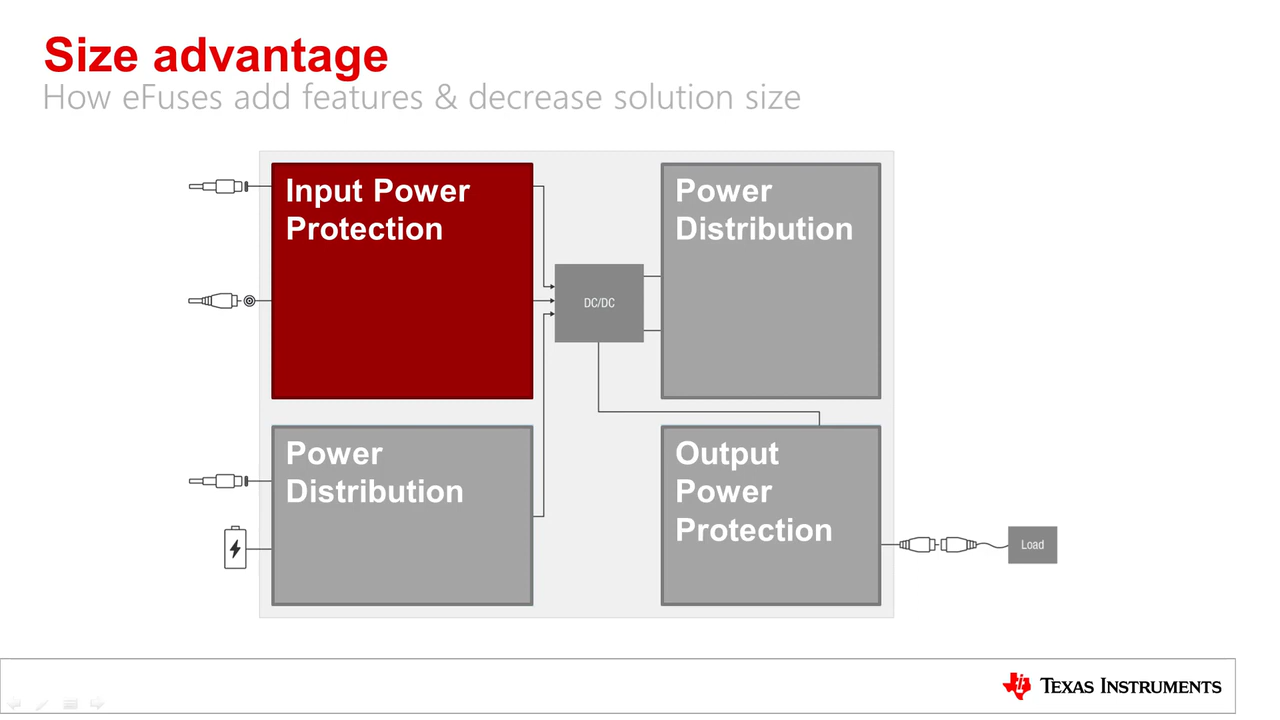 Size advantage
How eFuses add features & decrease solution size
Input Power
Protection
Power
Distribution
DC/DC
Power
Distribution
Output
Power
Protection
Load
TEXAS INSTRUMENTS